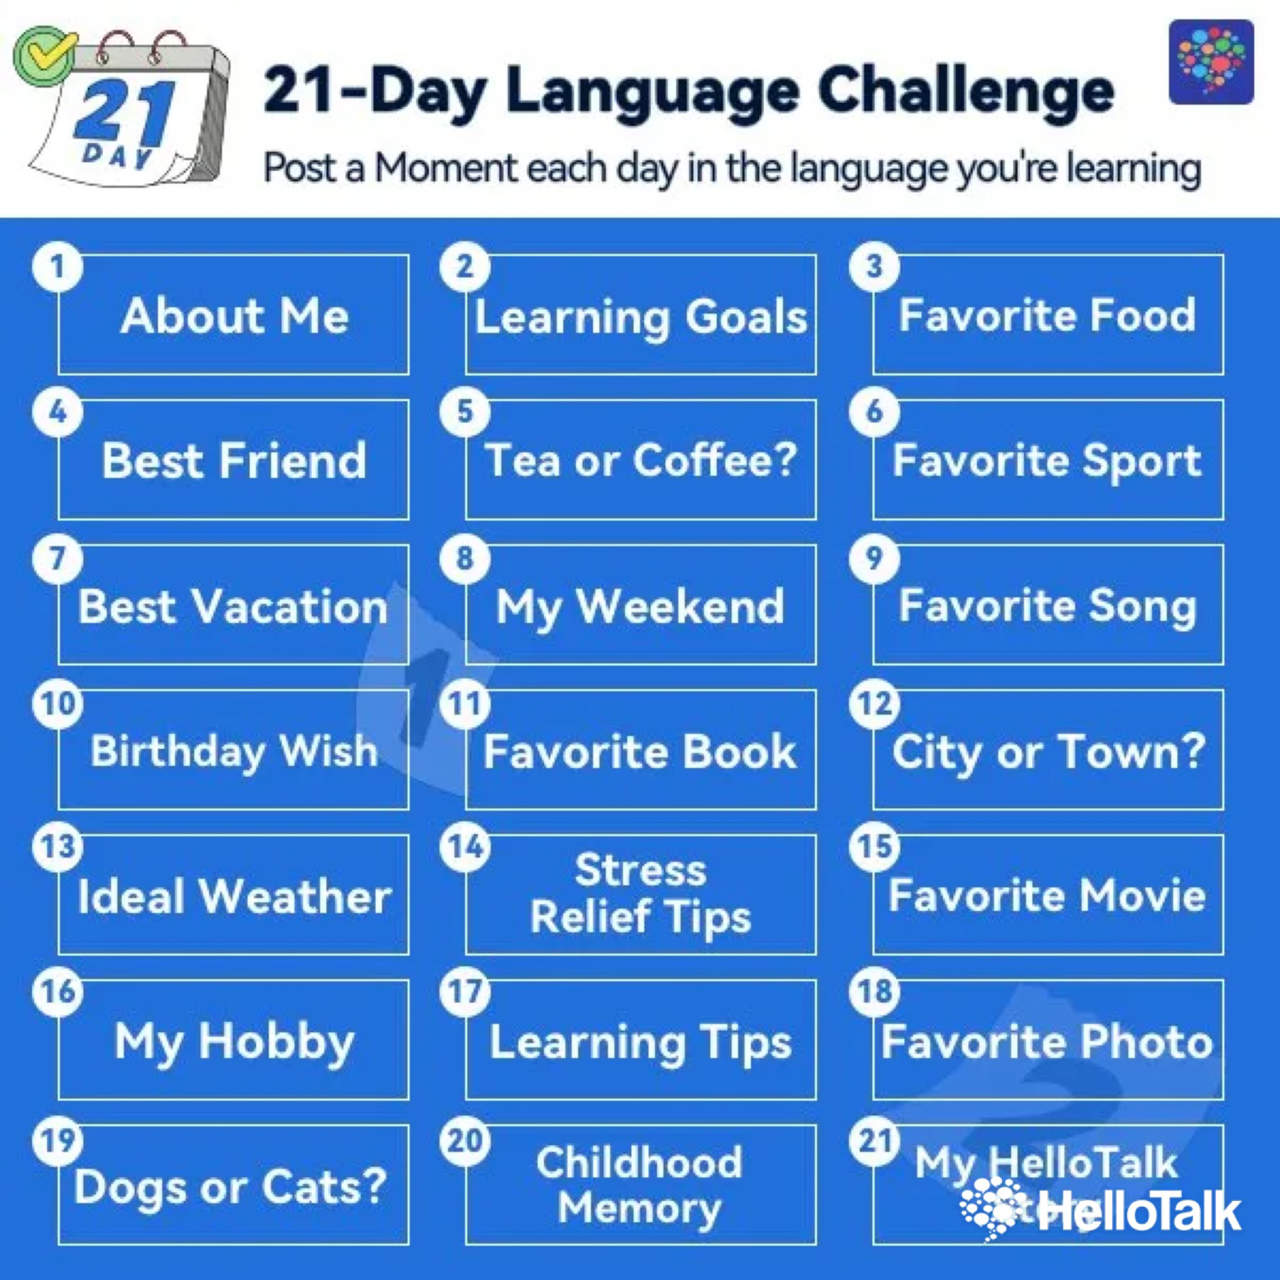 21
DAY
21-Day Language Challenge
Post a Moment each day in the language you're learning
1
About Me
2
Learning Goals
3
Favorite Food
4
Best Friend
5
Tea or Coffee?
6
Favorite Sport
7
Best Vacation
8
My Weekend
9
Favorite Song
10
Birthday Wish
11
Favorite Book
12
City or Town?
13
Ideal Weather
14
Stress
Relief Tips
15
Favorite Movie
16
My Hobby
17
Learning Tips
18
Favorite Photo
19
Dogs or Cats?
20
Childhood
Memory
21
My HelloTalk
HelloTalk
1
2